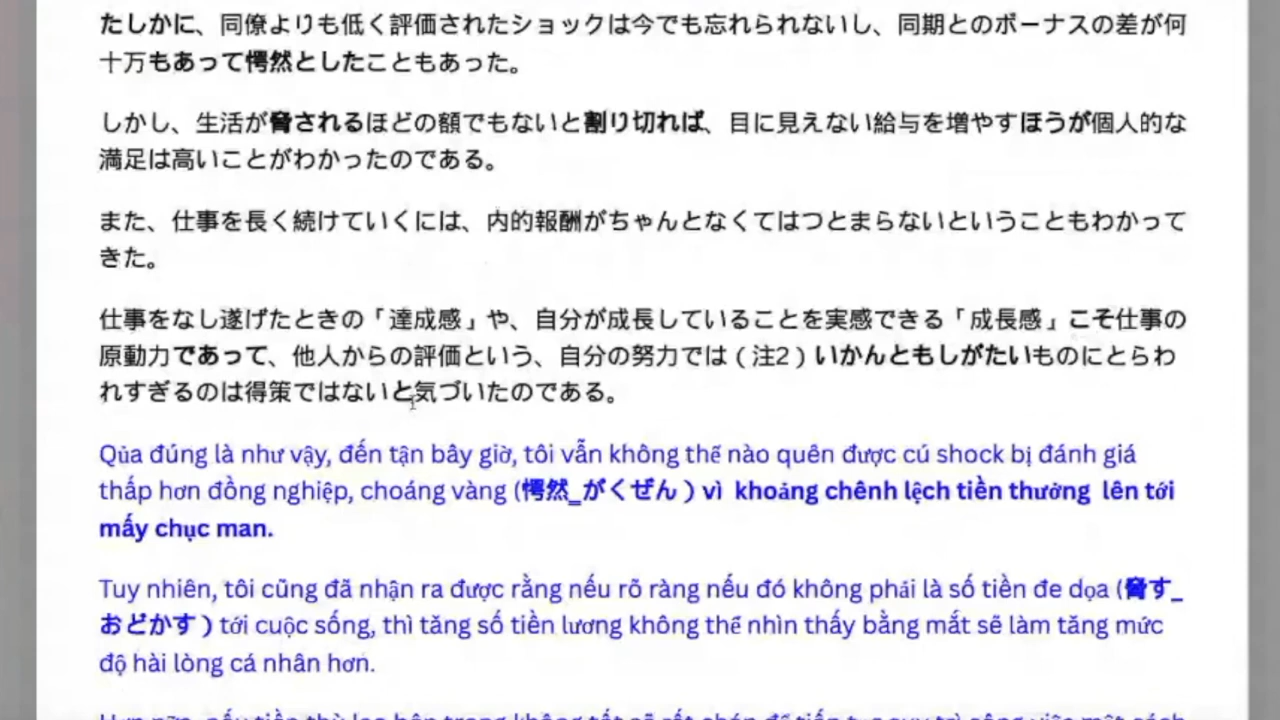 たしかに、同僚よりも低く評価されたショックは今でも忘れられないし、同期とのボーナスの差が何
十万もあって愕然としたこともあった。
しかし、生活が脅されるほどの額でもないと割り切れば、目に見えない給与を増やすほうが個人的な
満足は高いことがわかったのである。
また、仕事を長く続けていくには、内的報酬がちゃんとなくてはつとまらないということもわかって
きた。
仕事をなし遂げたときの「達成感」や、自分が成長していることを実感できる「成長感」こそ仕事の
原動力であって、他人からの評価という、自分の努力では（注2）いかんともしがたいものにとらわ
れすぎるのは得策ではないと気づいたのである。
Qủa đúng là như vậy, đến tận bây giờ, tôi vẫn không thể nào quên được cú shock bị đánh giá
thấp hơn đồng nghiệp, choáng vàng (愕然_がくぜん）vì khoảng chênh lệch tiền thưởng lên tới
mấy chục man.
Tuy nhiên, tôi cũng đã nhận ra được rằng nếu rõ ràng nếu đó không phải là số tiền đe dọa (脅す_
おどかす）tới cuộc sống, thì tăng số tiền lương không thể nhìn thấy bằng mắt sẽ làm tăng mức
độ hài lòng cá nhân hơn.